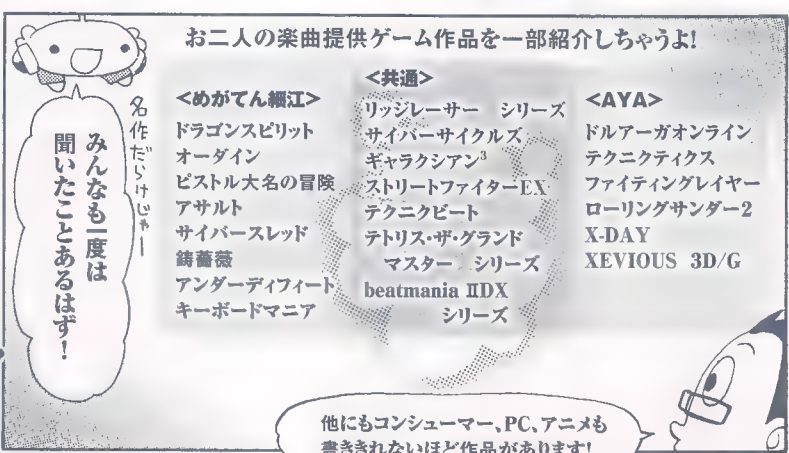 お二人の楽曲提供ゲーム作品を一部紹介しちゃうよ!
みんなも一度は
聞いたことあるはず!
名作だらけじゃー
<めがてん細江>
ドラゴンスピリット
オーダイン
ピストル大名の冒険
アサルト
サイバースレッド
鋳薔薇
アンダーディフィート
キーボードマニア
<共通>
リッジレーサー シリーズ
サイバーサイクルズ
ギャラクシアン³
ストリートファイターEX
テクニクビート
テトリス・ザ・グランド
マスター シリーズ
beatmania ⅡDX
シリーズ
<AYA>
ドルアーガオンライン
テクニクティクス
ファイティングレイヤー
ローリングサンダー2
X-DAY
XEVIOUS 3D/G
他にもコンシューマー、PC、アニメも
書ききれないほど作品があります!